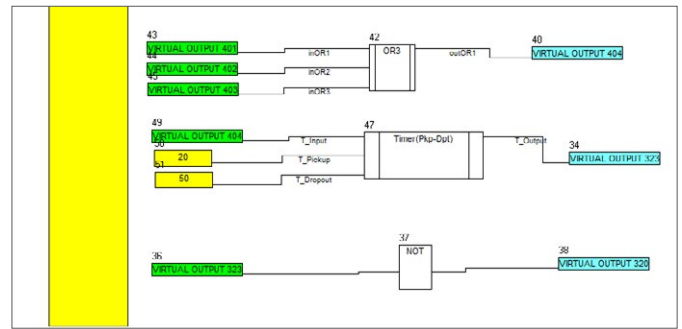 43
42
40
VIRTUAL OUTPUT 401
inOR1
OR3
outOR1
VIRTUAL OUTPUT 404
44
VIRTUAL OUTPUT 402
inOR2
45
VIRTUAL OUTPUT 403
inOR3
49
47
VIRTUAL OUTPUT 404
T_Input
Timer(Pkp-Dpt)
T_Output
34
VIRTUAL OUTPUT 323
50
20
T_Pickup
51
50
T_Dropout
37
36
NOT
38
VIRTUAL OUTPUT 323
VIRTUAL OUTPUT 320